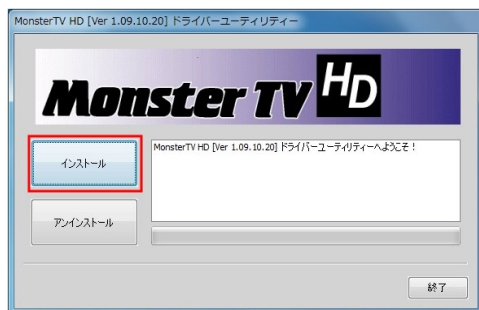 MonsterTV HD [Ver 1.09.10.20] ドライバーユーティリティー
Monster TV HD
インストール
MonsterTV HD [Ver 1.09.10.20] ドライバーユーティリティーへようこそ！
アンインストール
終了